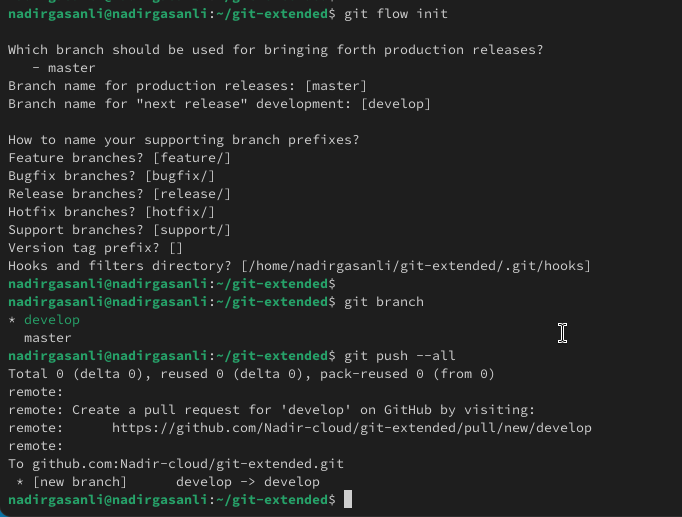 nadirgasanli@nadirgasanli:~/git-extended$ git flow init

Which branch should be used for bringing forth production releases?
   - master
Branch name for production releases: [master]
Branch name for "next release" development: [develop]

How to name your supporting branch prefixes?
Feature branches? [feature/]
Bugfix branches? [bugfix/]
Release branches? [release/]
Hotfix branches? [hotfix/]
Support branches? [support/]
Version tag prefix? []
Hooks and filters directory? [/home/nadirgasanli/git-extended/.git/hooks]
nadirgasanli@nadirgasanli:~/git-extended$
nadirgasanli@nadirgasanli:~/git-extended$ git branch
* develop
  master
nadirgasanli@nadirgasanli:~/git-extended$ git push --all
Total 0 (delta 0), reused 0 (delta 0), pack-reused 0 (from 0)
remote:
remote: Create a pull request for 'develop' on GitHub by visiting:
remote:      https://github.com/Nadir-cloud/git-extended/pull/new/develop
remote:
To github.com:Nadir-cloud/git-extended.git
 * [new branch]      develop -> develop
nadirgasanli@nadirgasanli:~/git-extended$